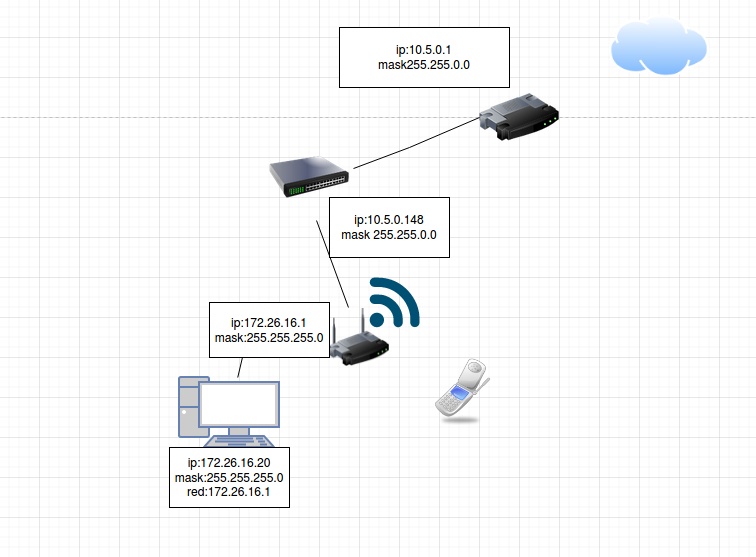 ip:10.5.0.1
mask255.255.0.0
ip:10.5.0.148
mask 255.255.0.0
ip:172.26.16.1
mask:255.255.255.0
ip:172.26.16.20
mask:255.255.255.0
red:172.26.16.1